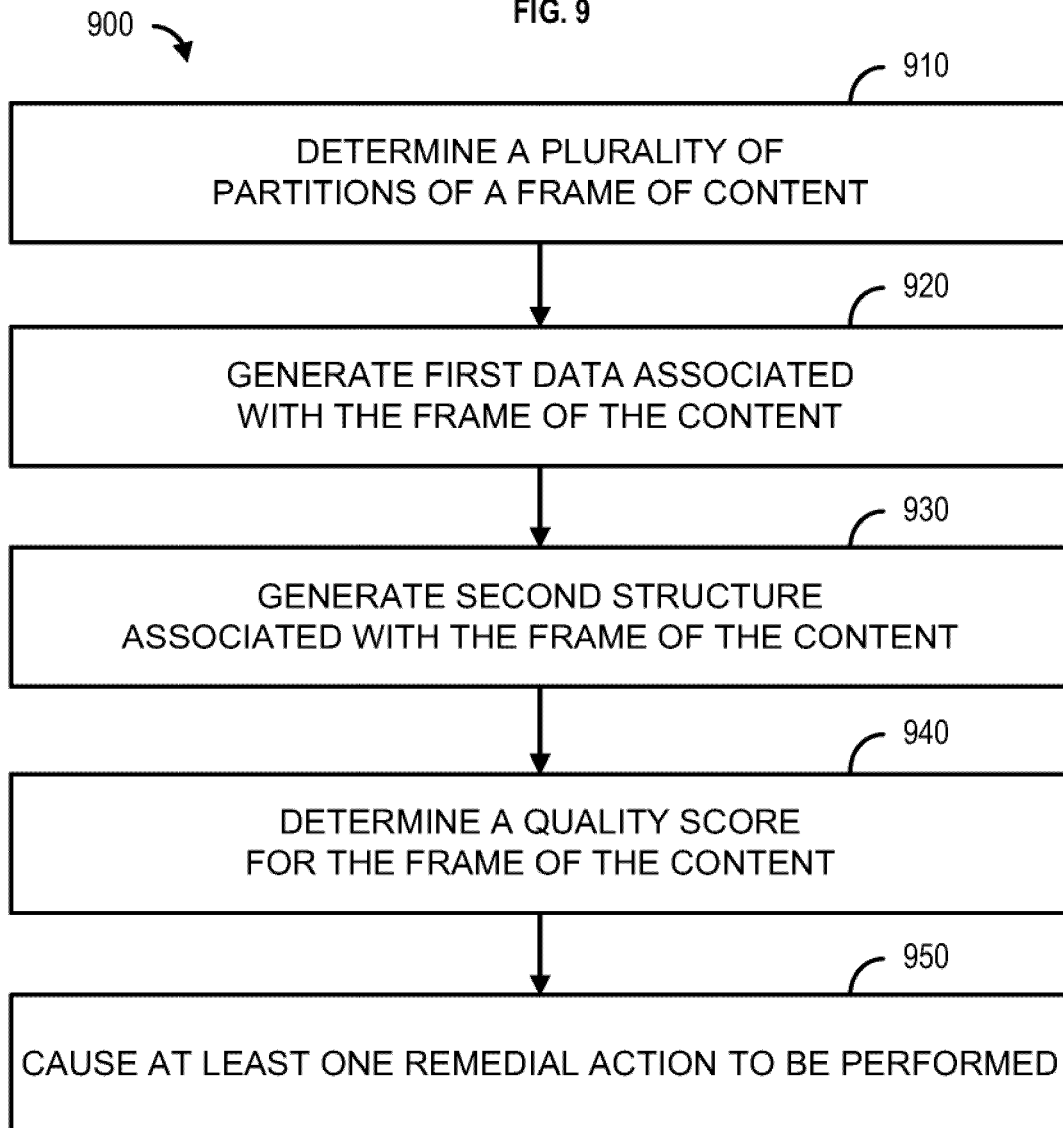 FIG. 9
900
910
DETERMINE A PLURALITY OF
PARTITIONS OF A FRAME OF CONTENT
920
GENERATE FIRST DATA ASSOCIATED
WITH THE FRAME OF THE CONTENT
930
GENERATE SECOND STRUCTURE
ASSOCIATED WITH THE FRAME OF THE CONTENT
940
DETERMINE A QUALITY SCORE
FOR THE FRAME OF THE CONTENT
950
CAUSE AT LEAST ONE REMEDIAL ACTION TO BE PERFORMED